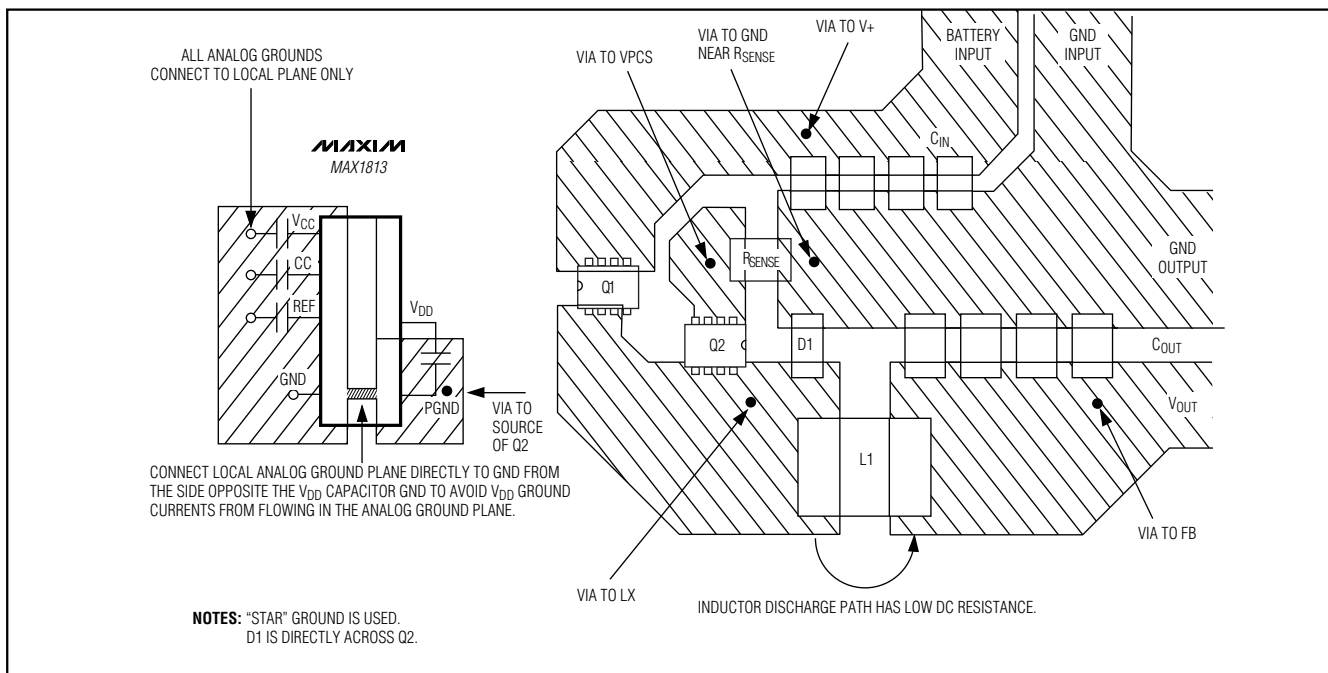 ALL ANALOG GROUNDS
CONNECT TO LOCAL PLANE ONLY
MAXIM
MAX1813
VCC
CC
REF
GND
VDD
PGND
VIA TO
SOURCE
OF Q2
CONNECT LOCAL ANALOG GROUND PLANE DIRECTLY TO GND FROM
THE SIDE OPPOSITE THE VDD CAPACITOR GND TO AVOID VDD GROUND
CURRENTS FROM FLOWING IN THE ANALOG GROUND PLANE.
NOTES: “STAR” GROUND IS USED.
D1 IS DIRECTLY ACROSS Q2.
VIA TO VPCS
VIA TO GND
NEAR RSENSE
VIA TO V+
BATTERY
INPUT
GND
INPUT
CIN
RSENSE
Q1
Q2
D1
GND
OUTPUT
COUT
VOUT
L1
VIA TO FB
VIA TO LX
INDUCTOR DISCHARGE PATH HAS LOW DC RESISTANCE.